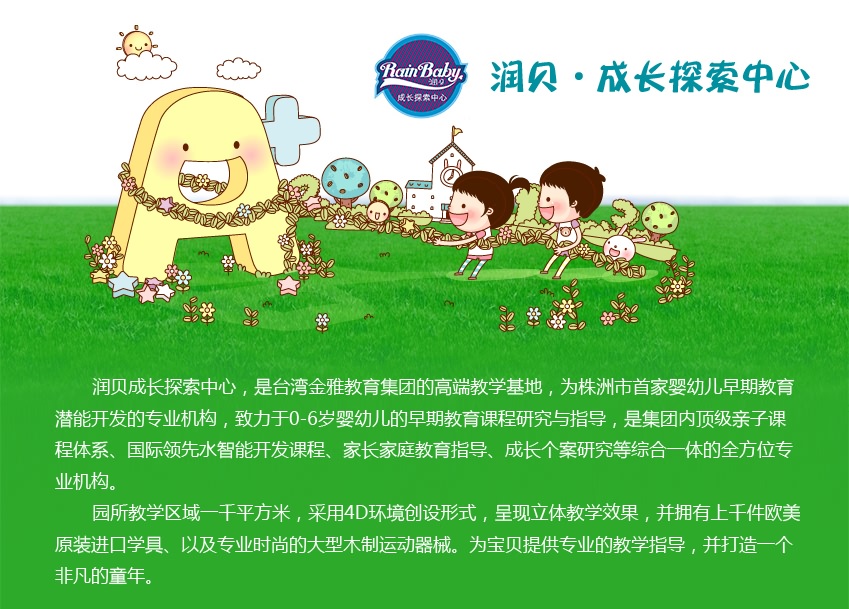 RainBaby
润贝
成长探索中心
润贝·成长探索中心
润贝成长探索中心，是台湾金雅教育集团的高端教学基地，为株洲市首家婴幼儿早期教育
潜能开发的专业机构，致力于0-6岁婴幼儿的早期教育课程研究与指导，是集团内顶级亲子课
程体系、国际领先水智能开发课程、家长家庭教育指导、成长个案研究等综合一体的全方位专
业机构。
园所教学区域一千平方米，采用4D环境创设形式，呈现立体教学效果，并拥有上千件欧美
原装进口学具、以及专业时尚的大型木制运动器械。为宝贝提供专业的教学指导，并打造一个
非凡的童年。